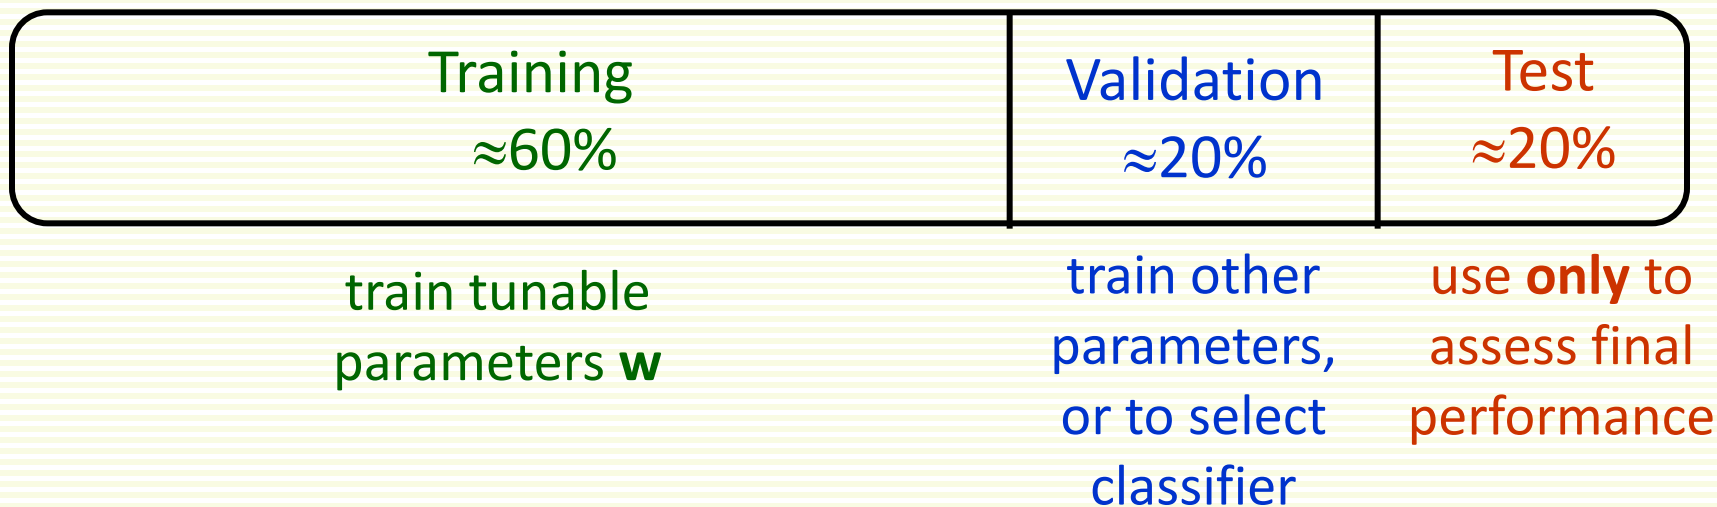 Training
≈60%
Validation
≈20%
Test
≈20%
train tunable
parameters w
train other
parameters,
or to select
classifier
use only to
assess final
performance